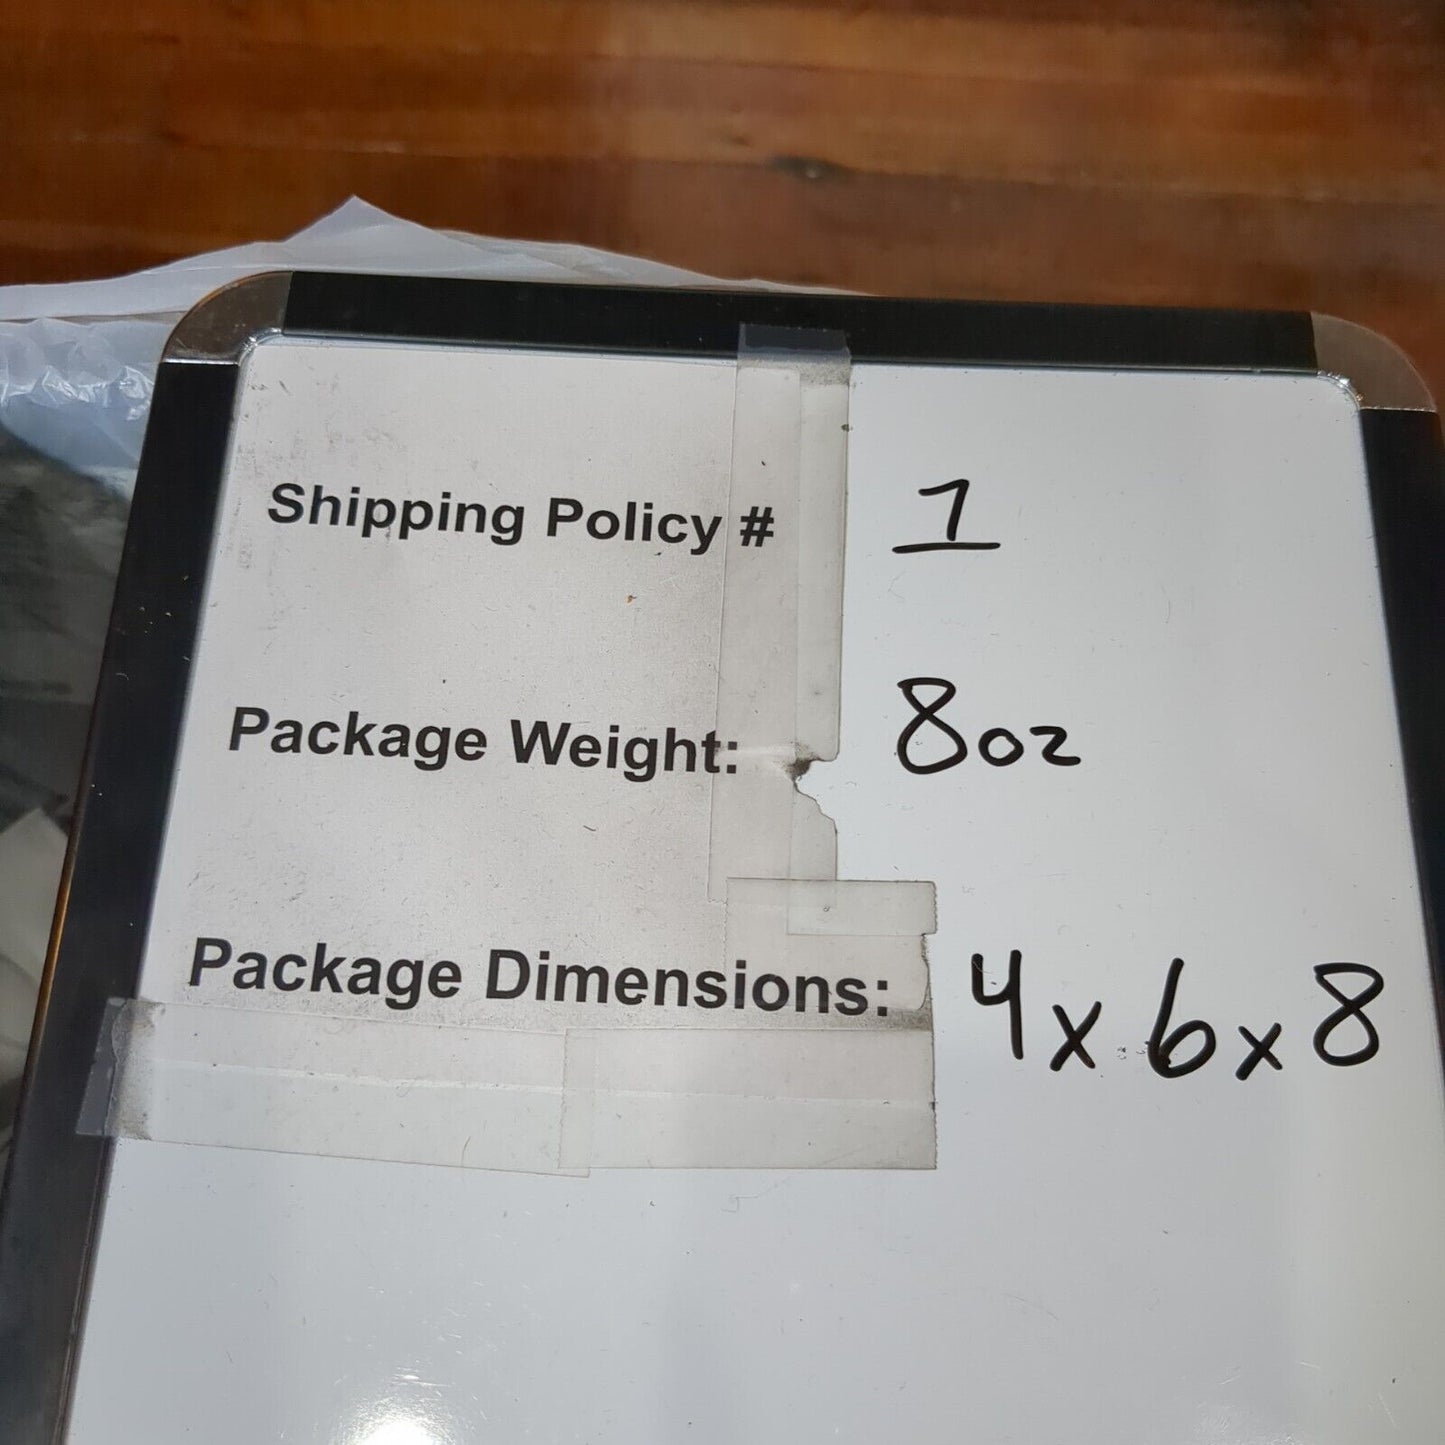 Shipping Policy # 1
Package Weight: 8oz
Package Dimensions: 4x6x8